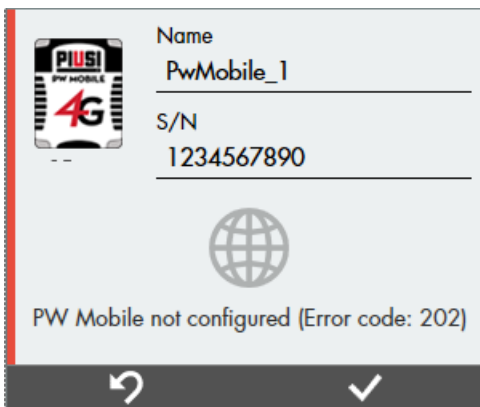 Name
PwMobile_1
S/N
1234567890
PIUSI
PW MOBILE
4G
--
PW Mobile not configured (Error code: 202)